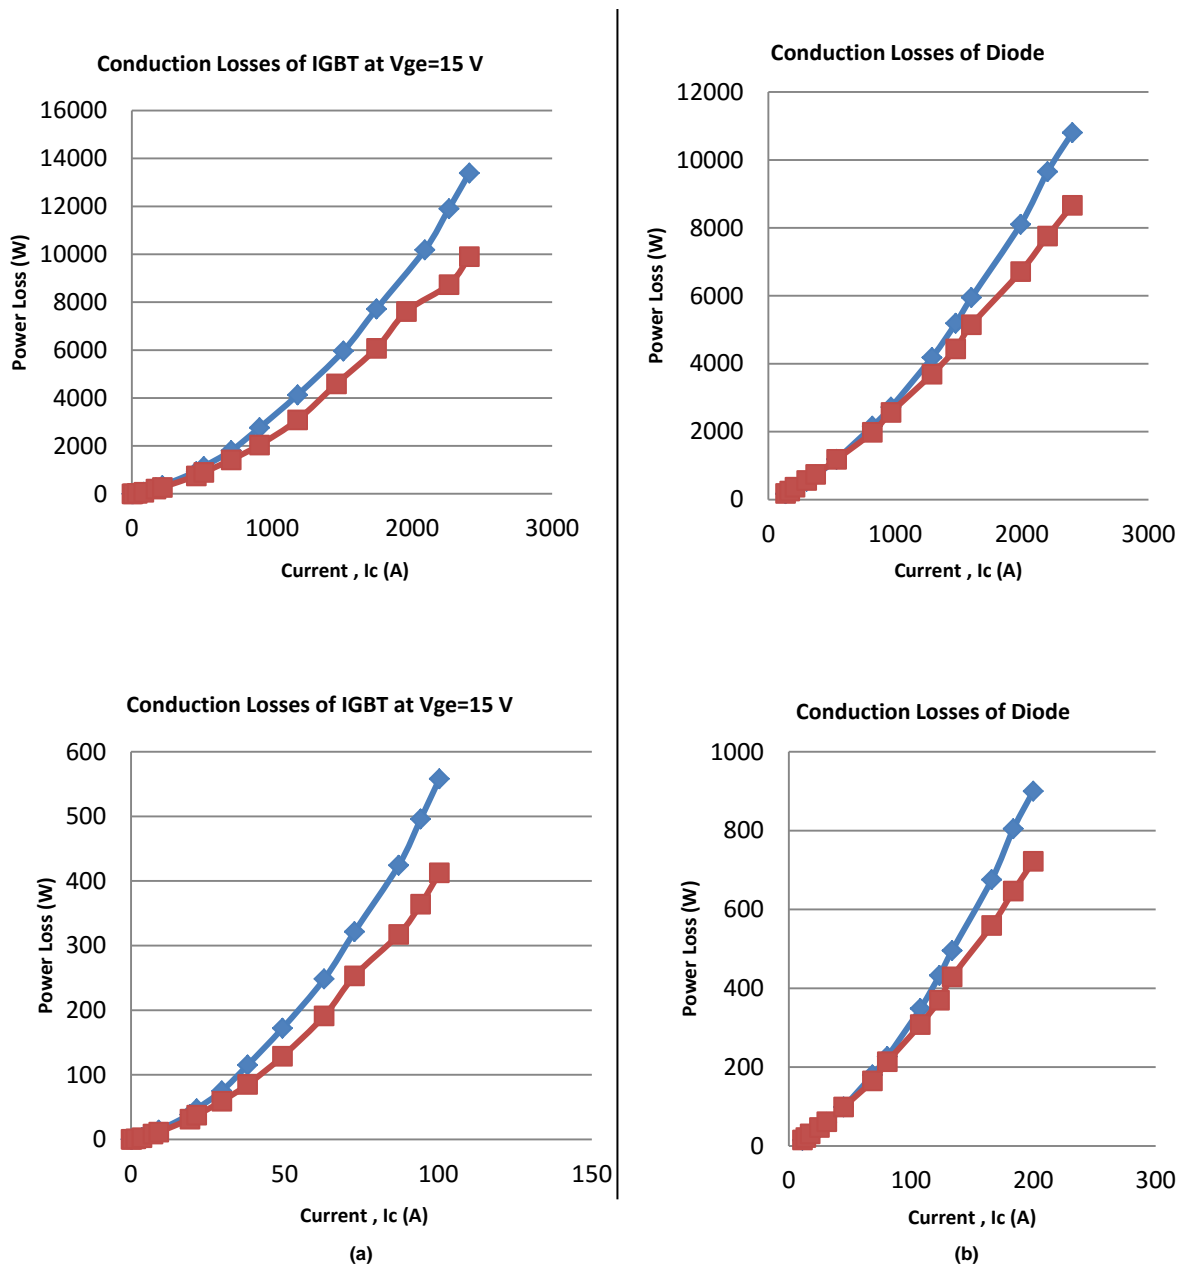 Conduction Losses of IGBT at Vge=15 V
16000
14000
12000
10000
8000
6000
4000
2000
0
Power Loss (W)
0 1000 2000 3000
Current , Ic (A)
Conduction Losses of Diode
12000
10000
8000
6000
4000
2000
0
Power Loss (W)
0 1000 2000 3000
Current , Ic (A)
Conduction Losses of IGBT at Vge=15 V
600
500
400
300
200
100
0
Power Loss (W)
0 50 100 150
Current , Ic (A)
(a)
Conduction Losses of Diode
1000
800
600
400
200
0
Power Loss (W)
0 100 200 300
Current , Ic (A)
(b)